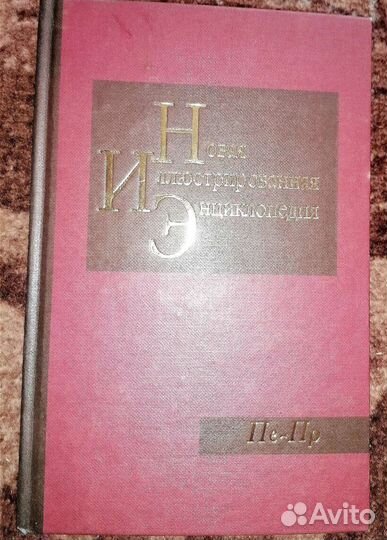 Новая
Иллюстрированная
Энциклопедия
Пе-Пр
Avito